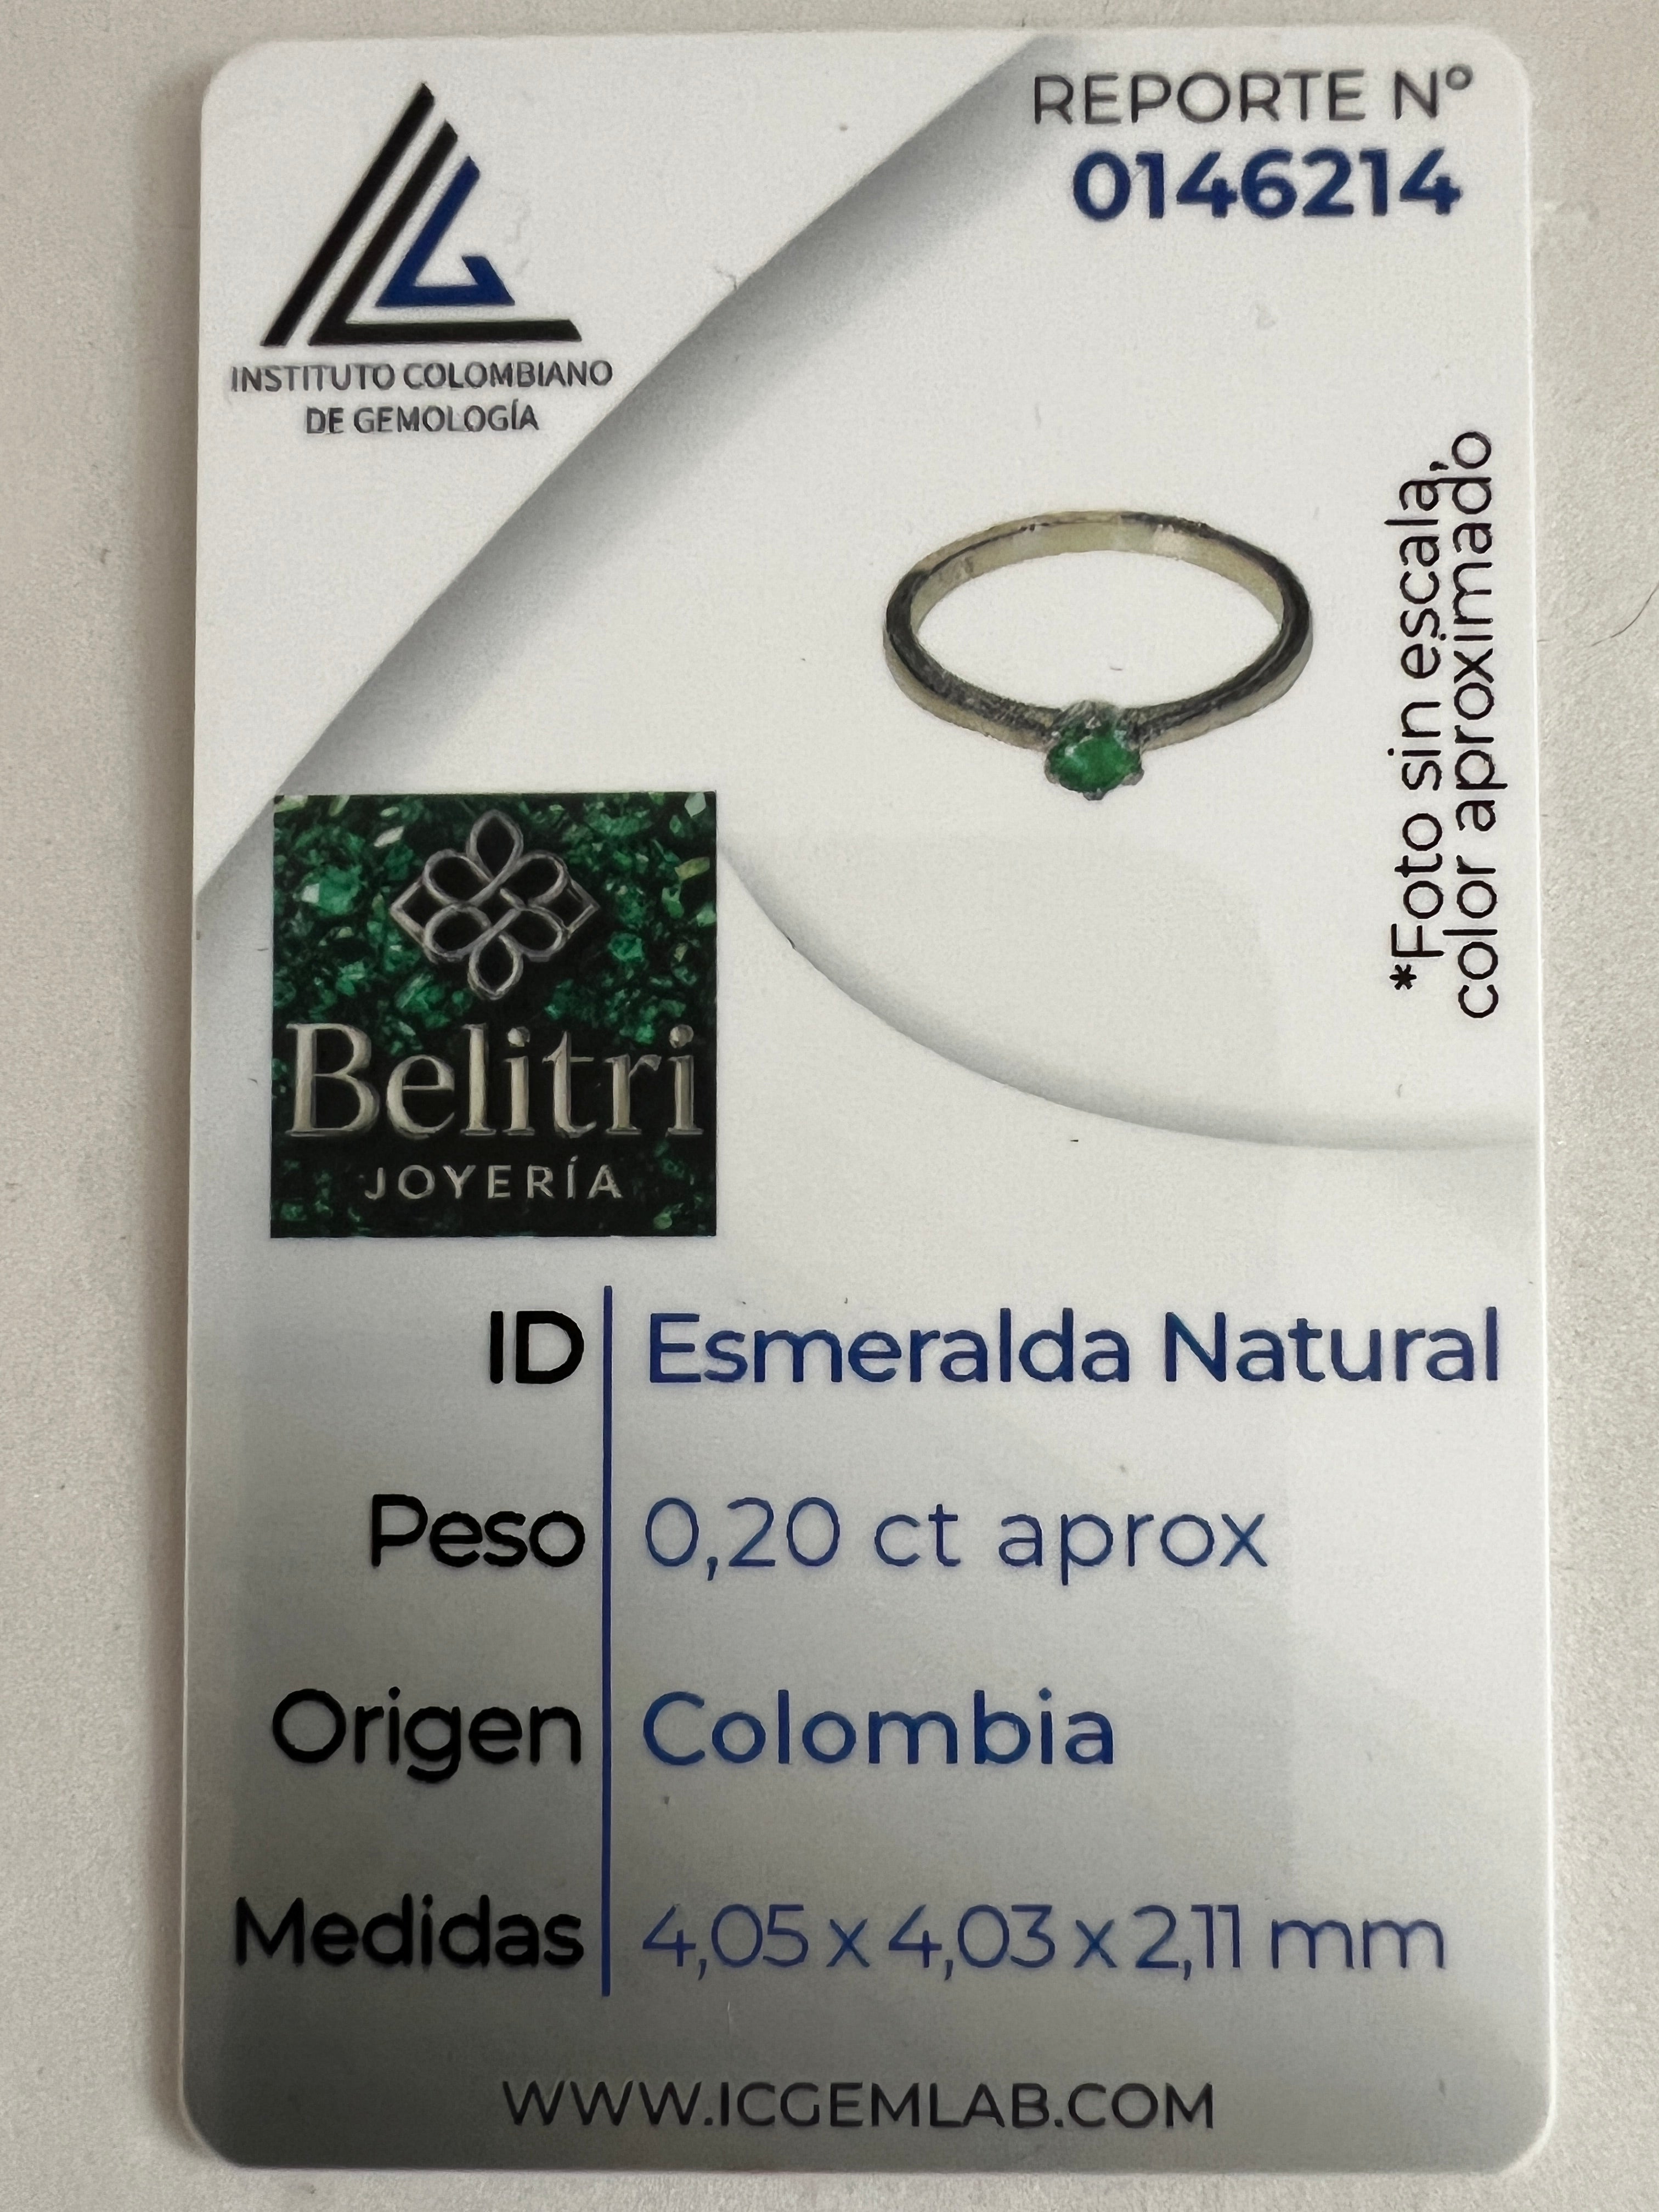 REPORTE Nº
0146214
INSTITUTO COLOMBIANO
DE GEMOLOGÍA
*Foto sin escala,
color aproximado
Belitri
JOYERÍA
ID Esmeralda Natural
Peso 0,20 ct aprox
Origen Colombia
Medidas 4,05 x 4,03 x 2,11 mm
WWW.ICGEMLAB.COM